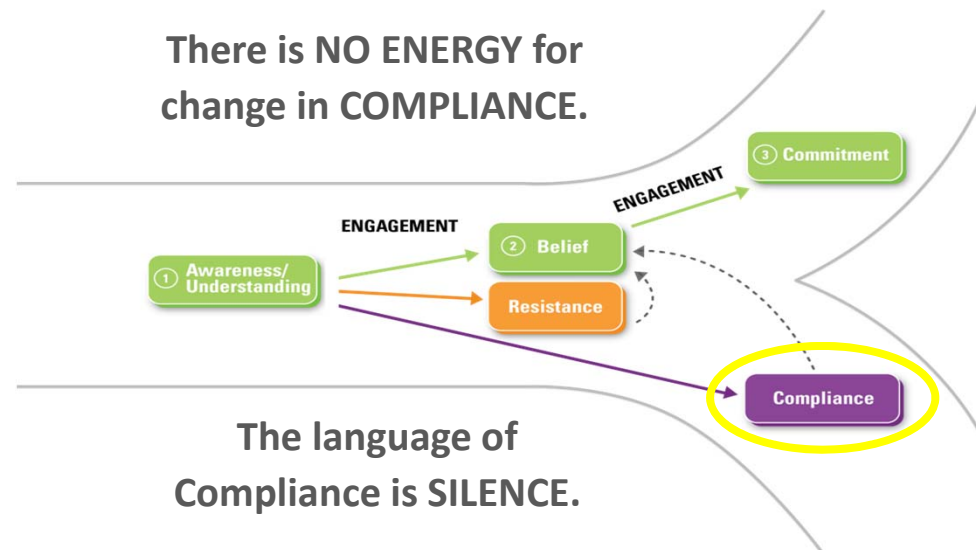 There is NO ENERGY for
change in COMPLIANCE.
③ Commitment
ENGAGEMENT
ENGAGEMENT
② Belief
① Awareness/
Understanding
Resistance
Compliance
The language of
Compliance is SILENCE.